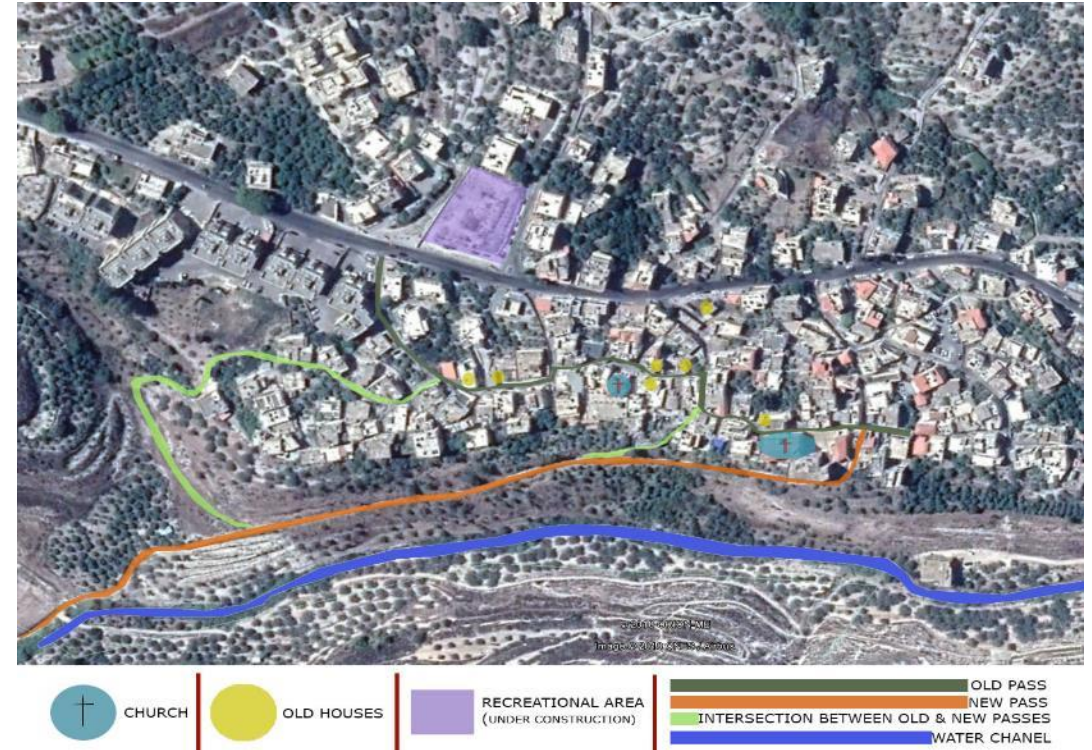 CHURCH
OLD HOUSES
RECREATIONAL AREA
(UNDER CONSTRUCTION)
OLD PASS
NEW PASS
INTERSECTION BETWEEN OLD & NEW PASSES
WATER CHANEL